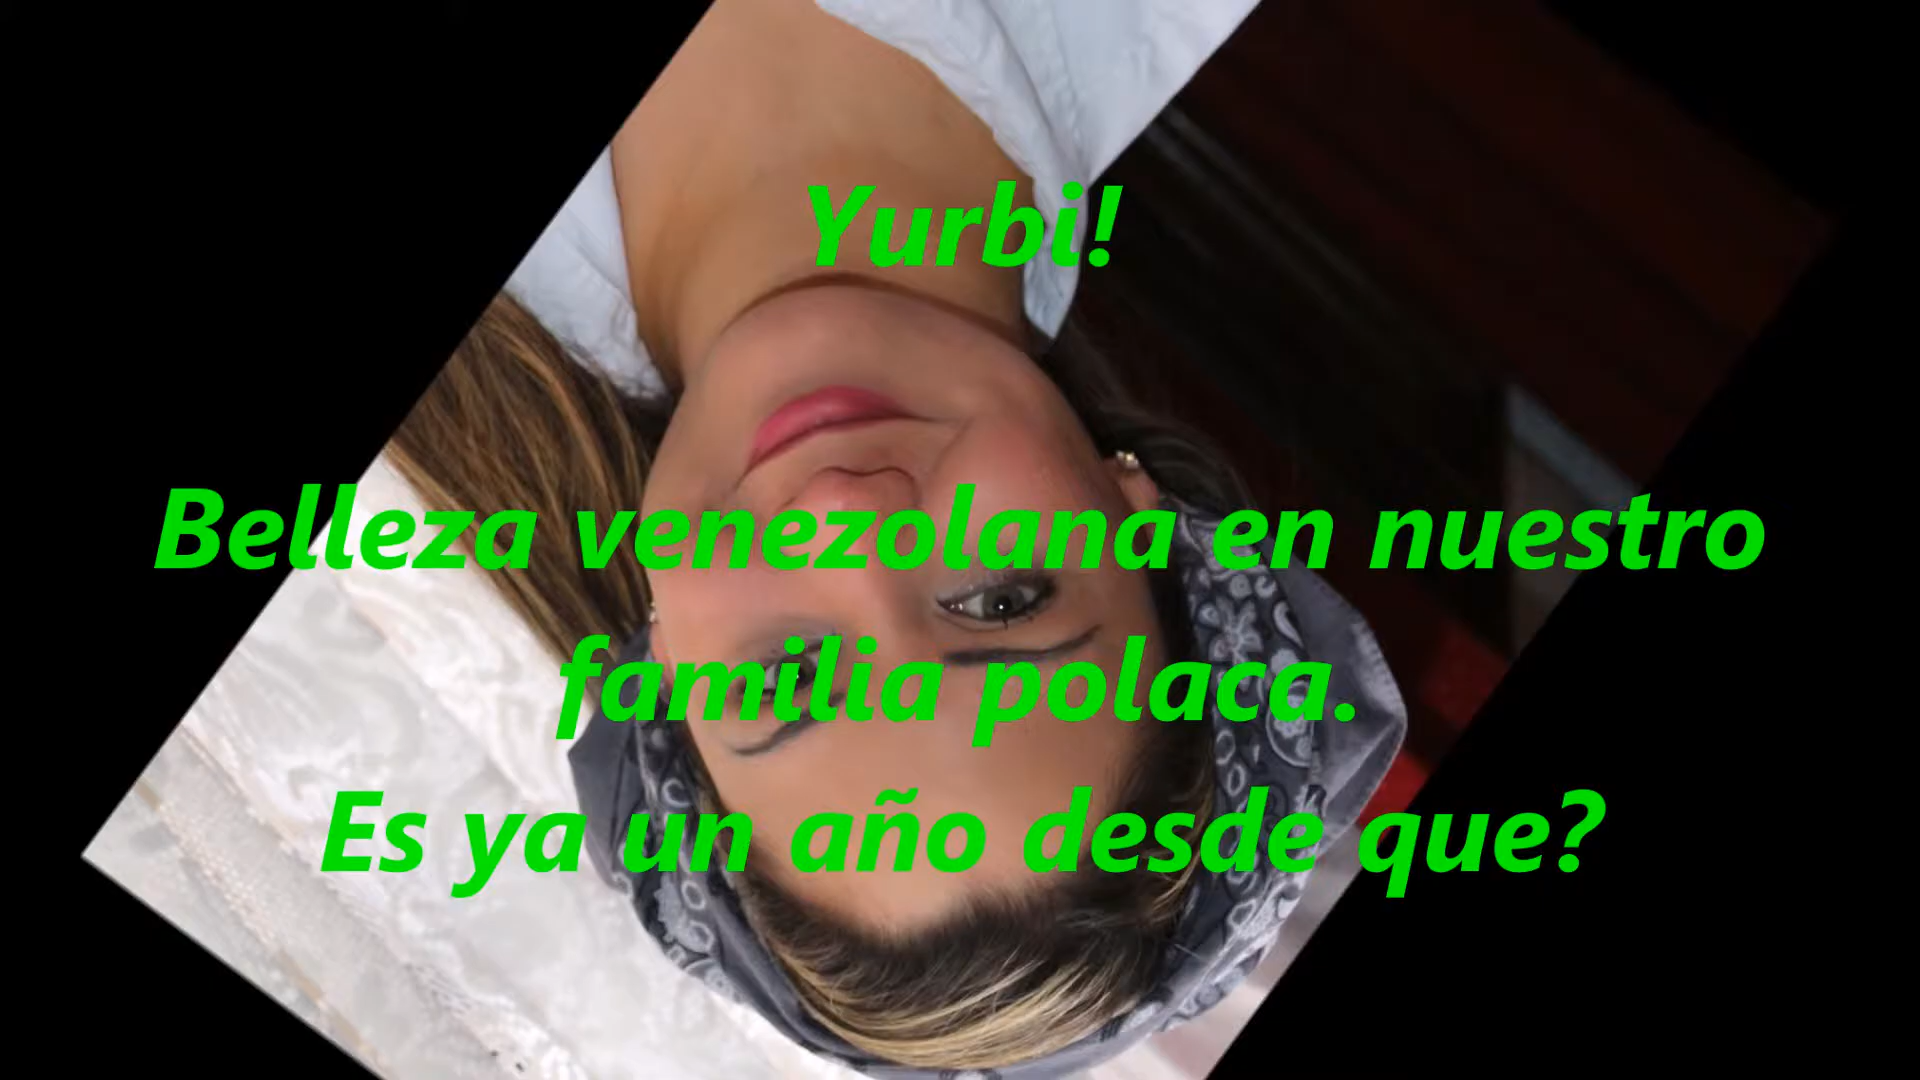 Yurbi!
Belleza venezolana en nuestro
familia polaca.
Es ya un año desde que?